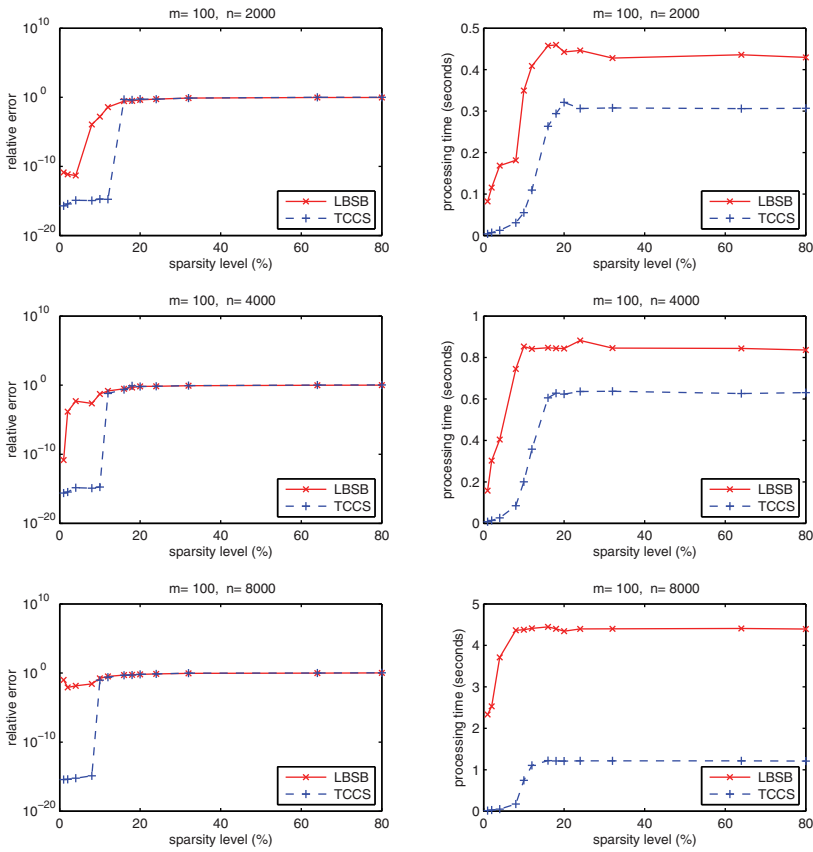 m= 100, n= 2000
relative error
10^10
10^0
10^-10
10^-20
0 20 40 60 80
sparsity level (%)
LBSB
TCCS
m= 100, n= 2000
processing time (seconds)
0.5
0.4
0.3
0.2
0.1
0
0 20 40 60 80
sparsity level (%)
LBSB
TCCS
m= 100, n= 4000
relative error
10^10
10^0
10^-10
10^-20
0 20 40 60 80
sparsity level (%)
LBSB
TCCS
m= 100, n= 4000
processing time (seconds)
1
0.8
0.6
0.4
0.2
0
0 20 40 60 80
sparsity level (%)
LBSB
TCCS
m= 100, n= 8000
relative error
10^10
10^0
10^-10
10^-20
0 20 40 60 80
sparsity level (%)
LBSB
TCCS
m= 100, n= 8000
processing time (seconds)
5
4
3
2
1
0
0 20 40 60 80
sparsity level (%)
LBSB
TCCS